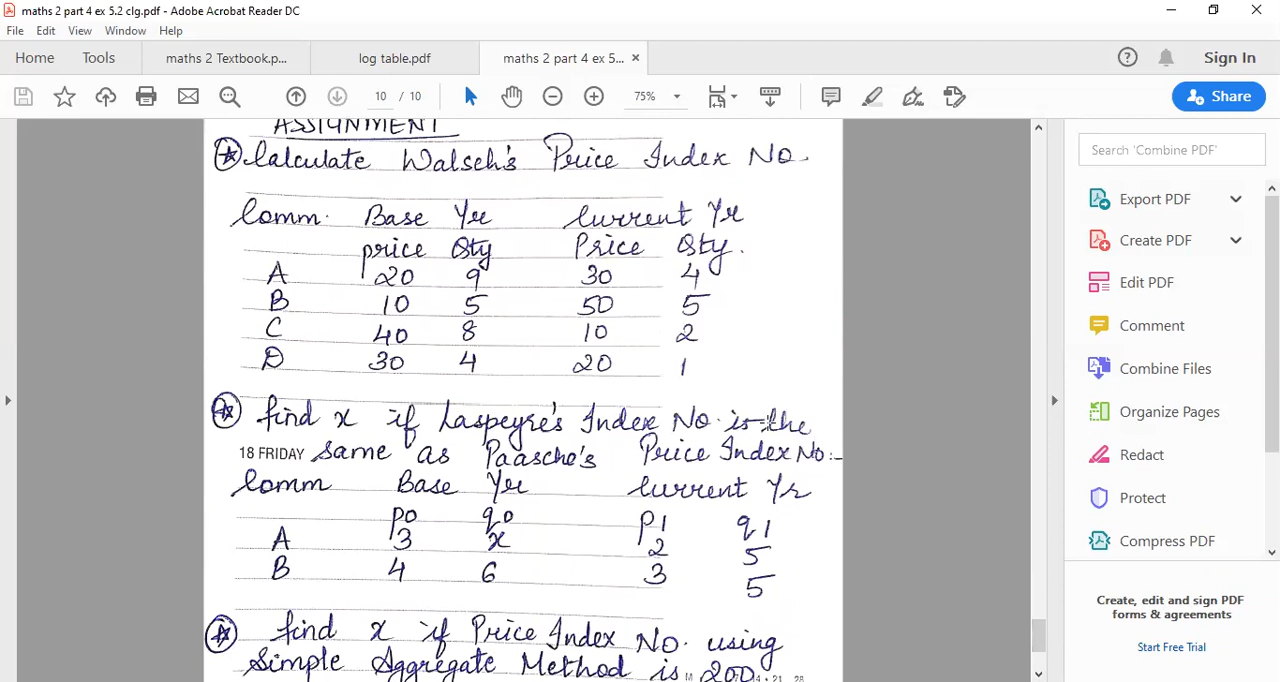 maths 2 part 4 ex 5.2 clg.pdf - Adobe Acrobat Reader DC
File Edit View Window Help
Home Tools maths 2 Textbook.p... log table.pdf maths 2 part 4 ex 5... × Sign In
10 / 10 75% Share
ASSIGNMENT
Calculate Walsch's Price Index No.
Comm. Base Yr Current Yr
price Qty Price Qty.
A 20 9 30 4
B 10 5 50 5
C 40 8 10 2
D 30 4 20 1
find x if Laspeyre's Index No. is the
18 FRIDAY same as Paasche's Price Index No:-
Comm Base Yr Current Yr
p0 q0 p1 q1
A 3 x 2 5
B 4 6 3 5
find x if Price Index No. using
Simple Aggregate Method is 200
Search 'Combine PDF'
Export PDF
Create PDF
Edit PDF
Comment
Combine Files
Organize Pages
Redact
Protect
Compress PDF
Create, edit and sign PDF
forms & agreements
Start Free Trial